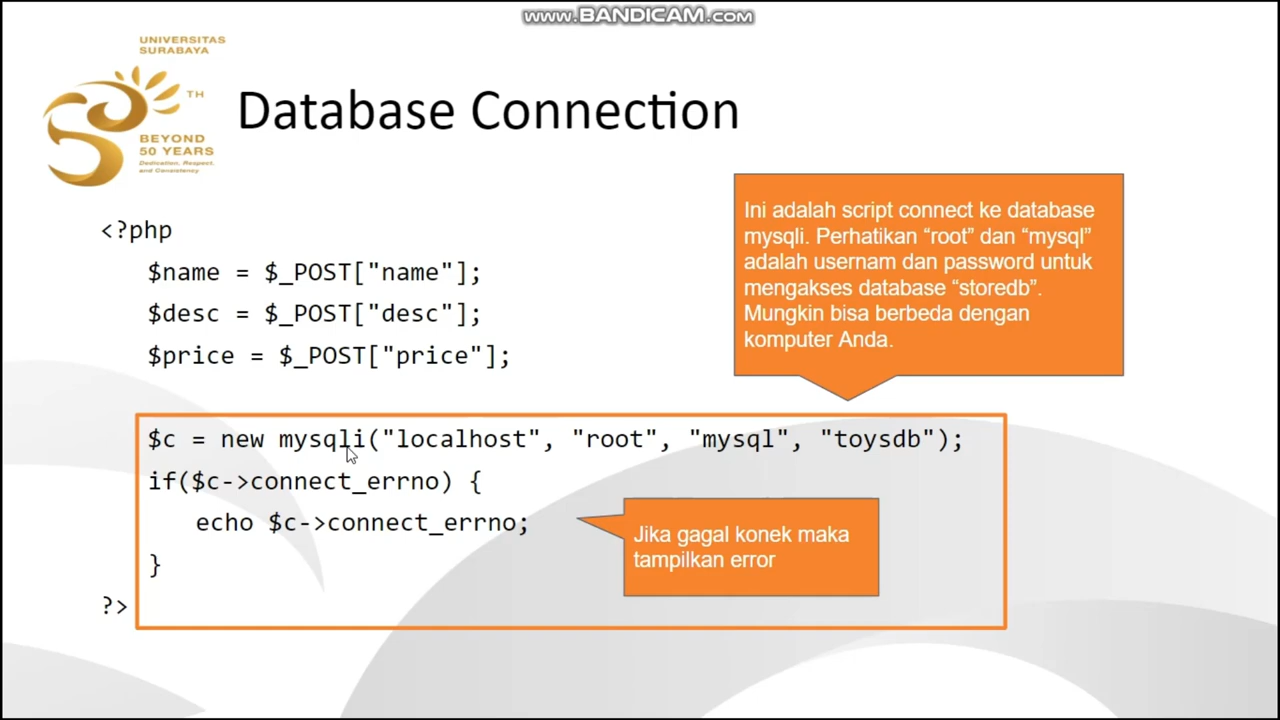 www.BANDICAM.com
UNIVERSITAS
SURABAYA
TH
BEYOND
50 YEARS
Dedication, Respect,
and Consistency
Database Connection
Ini adalah script connect ke database
mysqli. Perhatikan “root” dan “mysql”
adalah usernam dan password untuk
mengakses database “storedb”.
Mungkin bisa berbeda dengan
komputer Anda.
<?php
$name = $_POST["name"];
$desc = $_POST["desc"];
$price = $_POST["price"];
$c = new mysqli("localhost", "root", "mysql", "toysdb");
if($c->connect_errno) {
echo $c->connect_errno;
}
?>
Jika gagal konek maka
tampilkan error